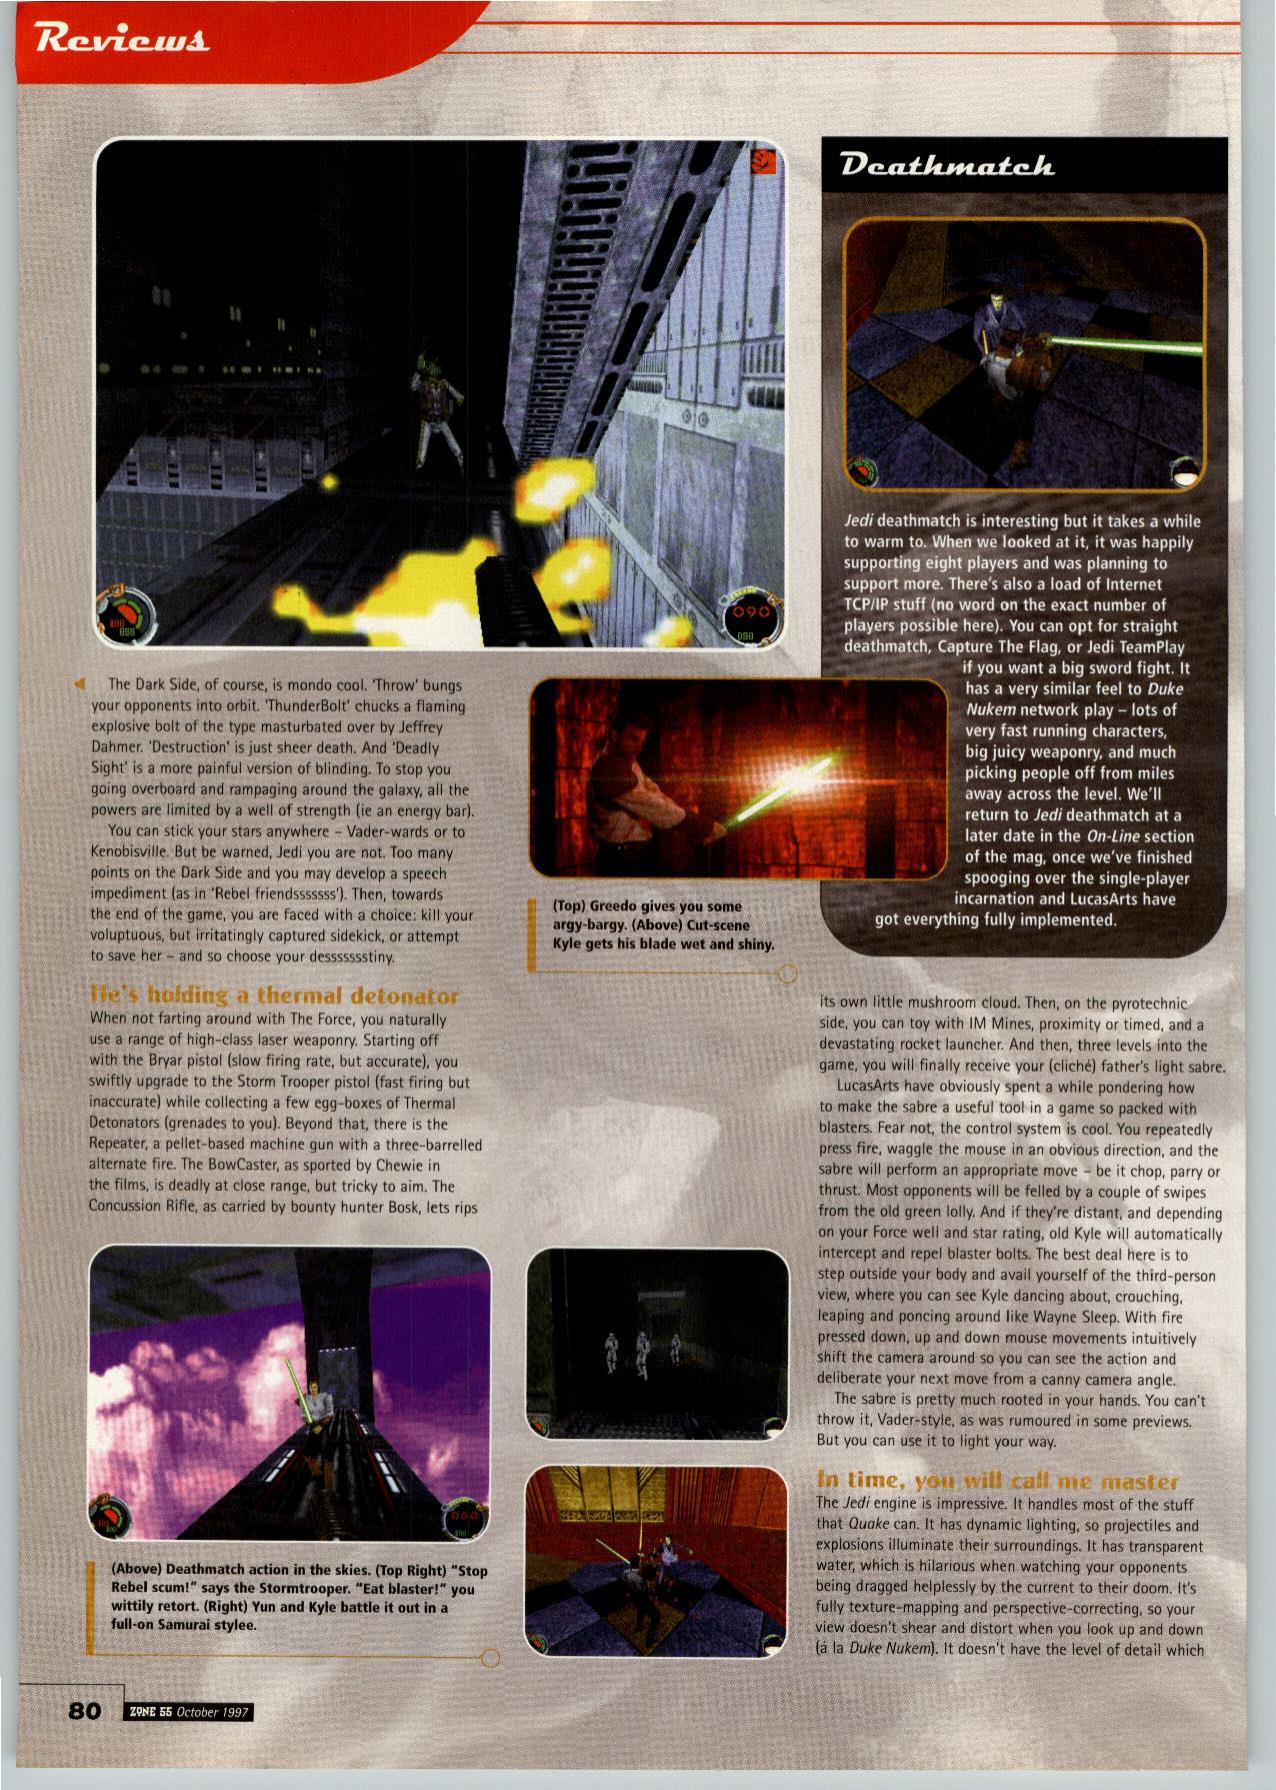 Reviews
Deathmatch
Jedi deathmatch is interesting but it takes a while
to warm to. When we looked at it, it was happily
supporting eight players and was planning to
support more. There's also a load of Internet
TCP/IP stuff (no word on the exact number of
players possible here). You can opt for straight
deathmatch, Capture The Flag, or Jedi TeamPlay
if you want a big sword fight. It
has a very similar feel to Duke
Nukem network play – lots of
very fast running characters,
big juicy weaponry, and much
picking people off from miles
away across the level. We'll
return to Jedi deathmatch at a
later date in the On-Line section
of the mag, once we've finished
spooging over the single-player
incarnation and LucasArts have
got everything fully implemented.
The Dark Side, of course, is mondo cool. 'Throw' bungs
your opponents into orbit. 'ThunderBolt' chucks a flaming
explosive bolt of the type masturbated over by Jeffrey
Dahmer. 'Destruction' is just sheer death. And 'Deadly
Sight' is a more painful version of blinding. To stop you
going overboard and rampaging around the galaxy, all the
powers are limited by a well of strength (ie an energy bar).
You can stick your stars anywhere – Vader-wards or to
Kenobisville. But be warned, Jedi you are not. Too many
points on the Dark Side and you may develop a speech
impediment (as in 'Rebel friendsssssss'). Then, towards
the end of the game, you are faced with a choice: kill your
voluptuous, but irritatingly captured sidekick, or attempt
to save her – and so choose your dessssssstiny.
(Top) Greedo gives you some
argy-bargy. (Above) Cut-scene
Kyle gets his blade wet and shiny.
He's holding a thermal detonator
When not farting around with The Force, you naturally
use a range of high-class laser weaponry. Starting off
with the Bryar pistol (slow firing rate, but accurate), you
swiftly upgrade to the Storm Trooper pistol (fast firing but
inaccurate) while collecting a few egg-boxes of Thermal
Detonators (grenades to you). Beyond that, there is the
Repeater, a pellet-based machine gun with a three-barrelled
alternate fire. The BowCaster, as sported by Chewie in
the films, is deadly at close range, but tricky to aim. The
Concussion Rifle, as carried by bounty hunter Bosk, lets rips
its own little mushroom cloud. Then, on the pyrotechnic
side, you can toy with IM Mines, proximity or timed, and a
devastating rocket launcher. And then, three levels into the
game, you will finally receive your (cliché) father's light sabre.
LucasArts have obviously spent a while pondering how
to make the sabre a useful tool in a game so packed with
blasters. Fear not, the control system is cool. You repeatedly
press fire, waggle the mouse in an obvious direction, and the
sabre will perform an appropriate move – be it chop, parry or
thrust. Most opponents will be felled by a couple of swipes
from the old green lolly. And if they're distant, and depending
on your Force well and star rating, old Kyle will automatically
intercept and repel blaster bolts. The best deal here is to
step outside your body and avail yourself of the third-person
view, where you can see Kyle dancing about, crouching,
leaping and poncing around like Wayne Sleep. With fire
pressed down, up and down mouse movements intuitively
shift the camera around so you can see the action and
deliberate your next move from a canny camera angle.
The sabre is pretty much rooted in your hands. You can't
throw it, Vader-style, as was rumoured in some previews.
But you can use it to light your way.
In time, you will call me master
The Jedi engine is impressive. It handles most of the stuff
that Quake can. It has dynamic lighting, so projectiles and
explosions illuminate their surroundings. It has transparent
water, which is hilarious when watching your opponents
being dragged helplessly by the current to their doom. It's
fully texture-mapping and perspective-correcting, so your
view doesn't shear and distort when you look up and down
(á la Duke Nukem). It doesn't have the level of detail which
(Above) Deathmatch action in the skies. (Top Right) "Stop
Rebel scum!" says the Stormtrooper. "Eat blaster!" you
wittily retort. (Right) Yun and Kyle battle it out in a
full-on Samurai stylee.
090
80
ZONE 55 October 1997